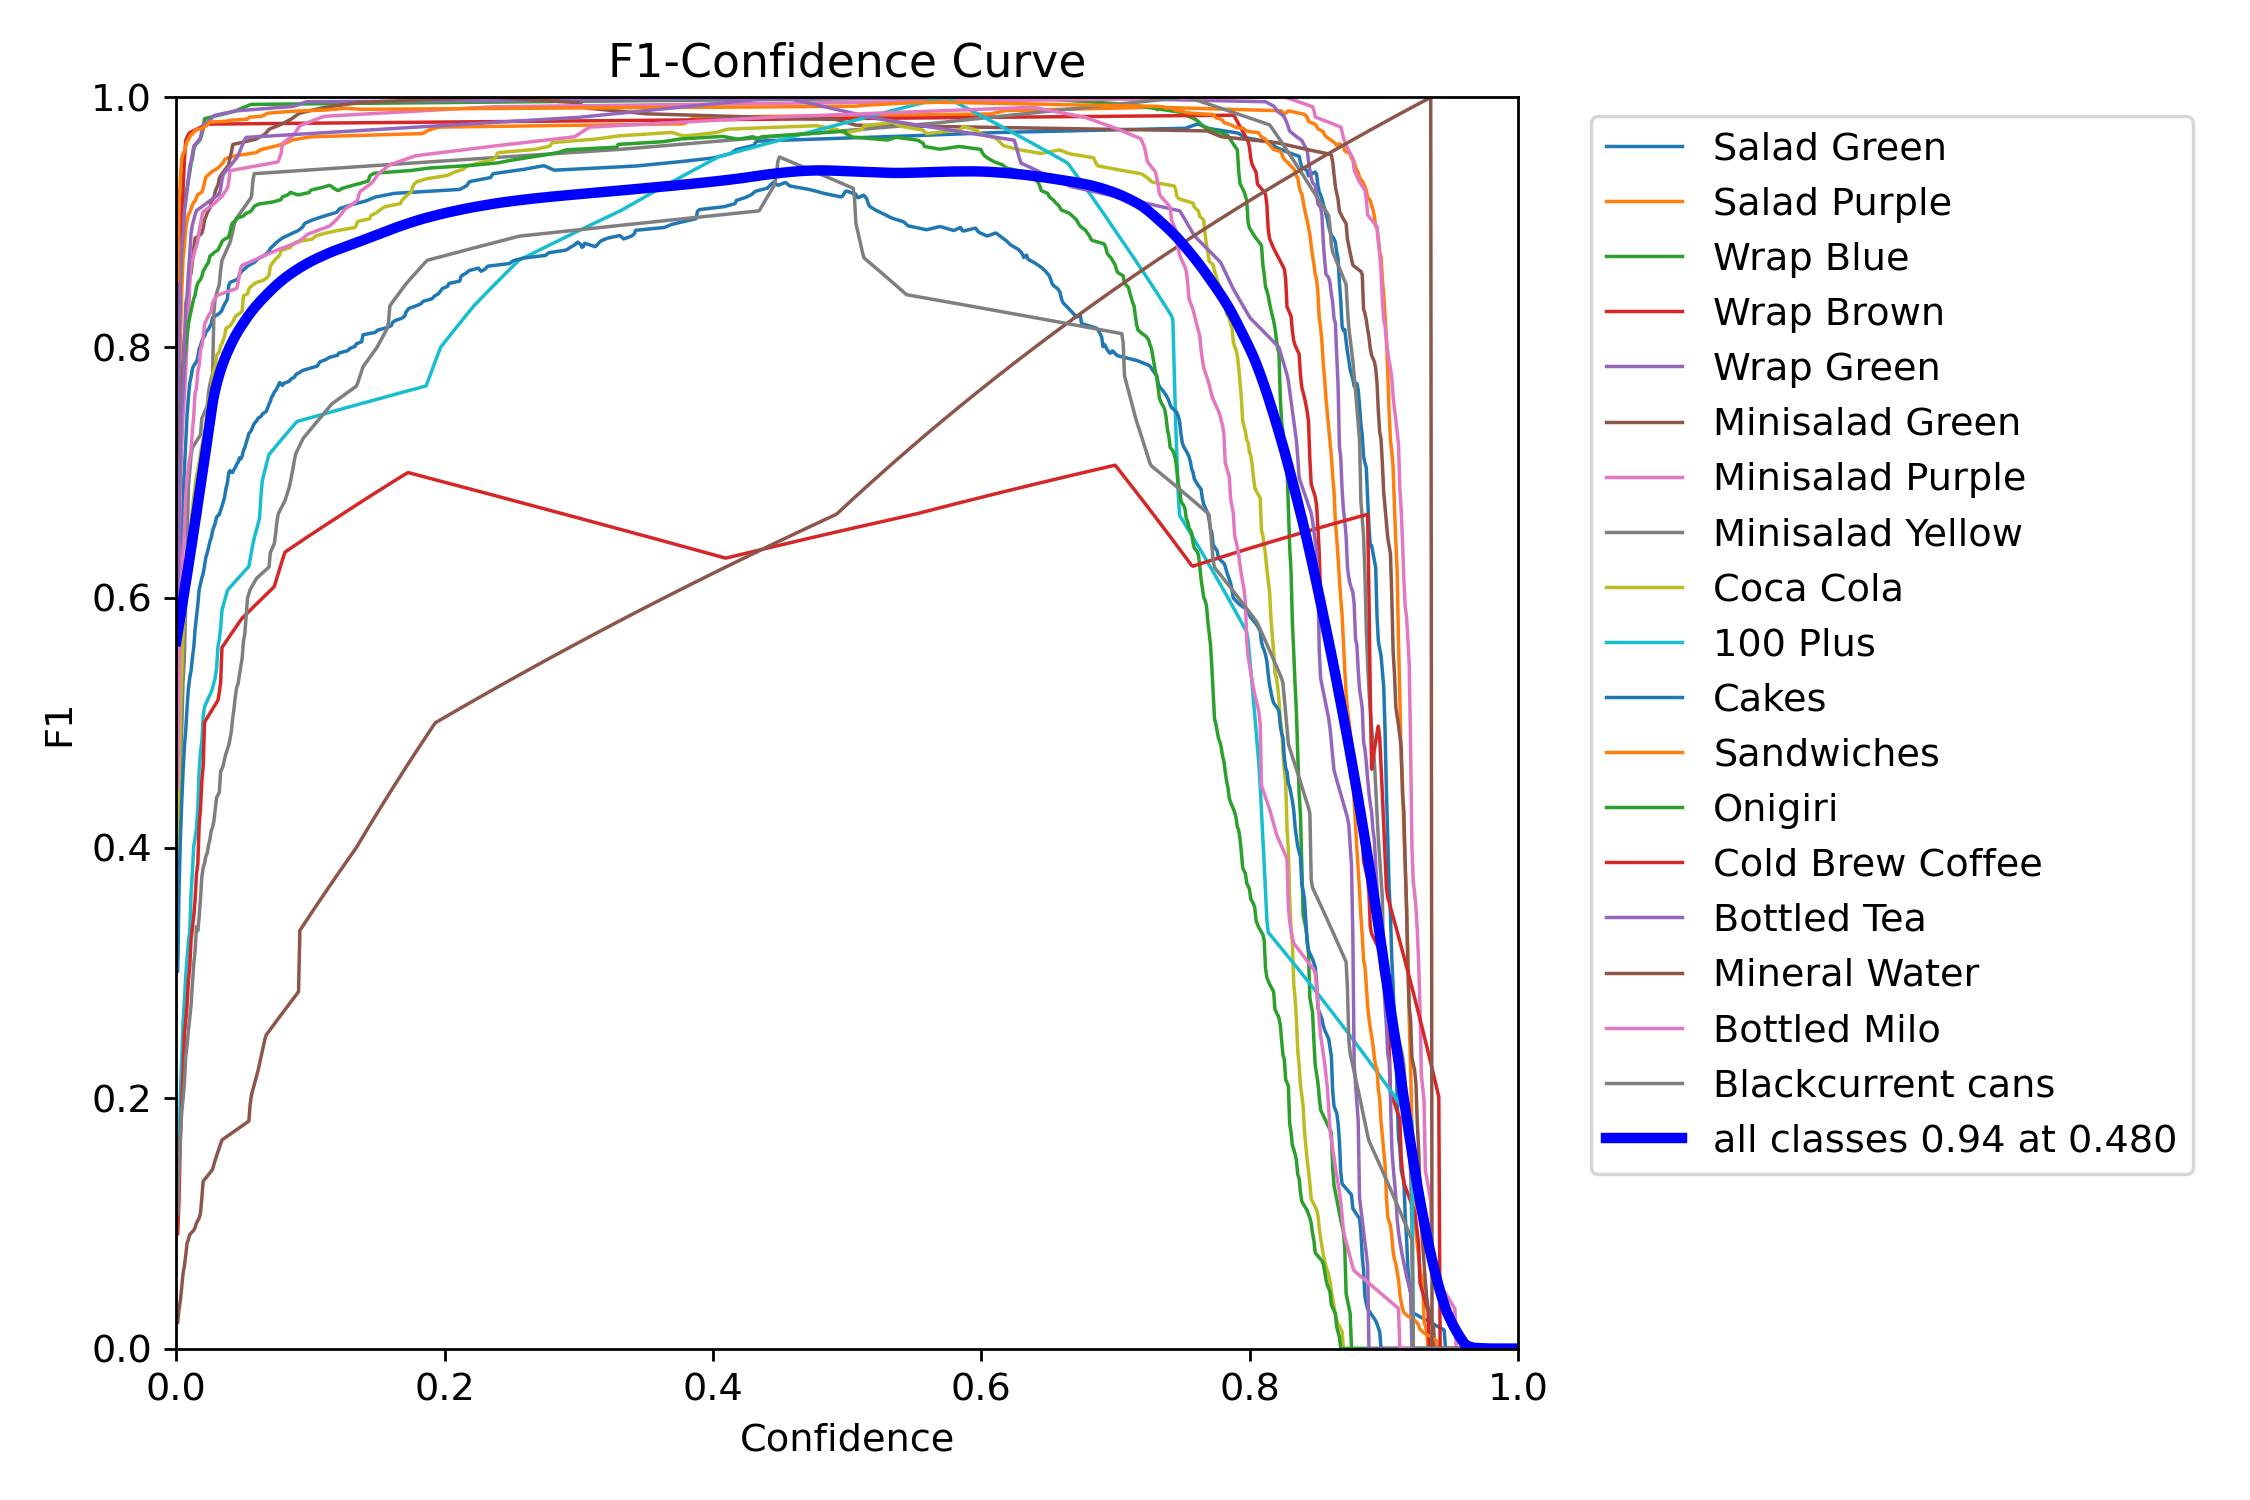 F1-Confidence Curve
1.0
0.8
0.6
0.4
0.2
0.0
F1
0.0 0.2 0.4 0.6 0.8 1.0
Confidence
Salad Green
Salad Purple
Wrap Blue
Wrap Brown
Wrap Green
Minisalad Green
Minisalad Purple
Minisalad Yellow
Coca Cola
100 Plus
Cakes
Sandwiches
Onigiri
Cold Brew Coffee
Bottled Tea
Mineral Water
Bottled Milo
Blackcurrent cans
all classes 0.94 at 0.480